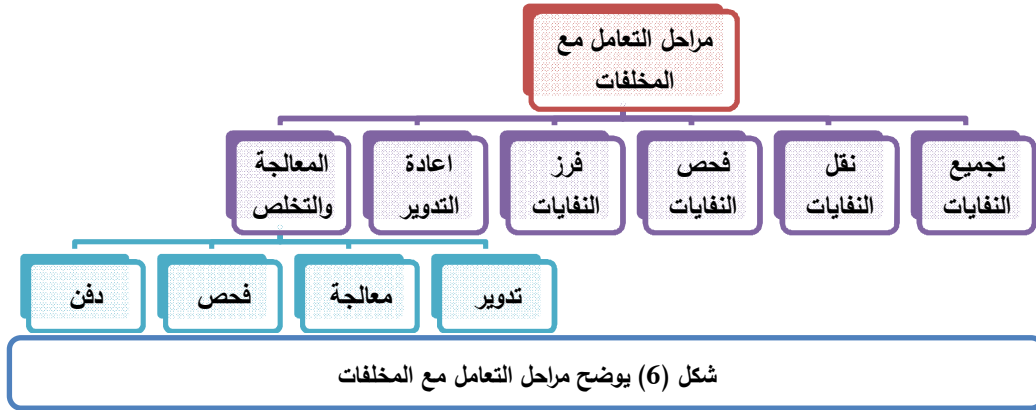 مراحل التعامل مع
المخلفات
تجميع
النفايات
نقل
النفايات
فحص
النفايات
فرز
النفايات
اعادة
التدوير
المعالجة
والتخلص
تدوير
معالجة
فحص
دفن
شكل (6) يوضح مراحل التعامل مع المخلفات